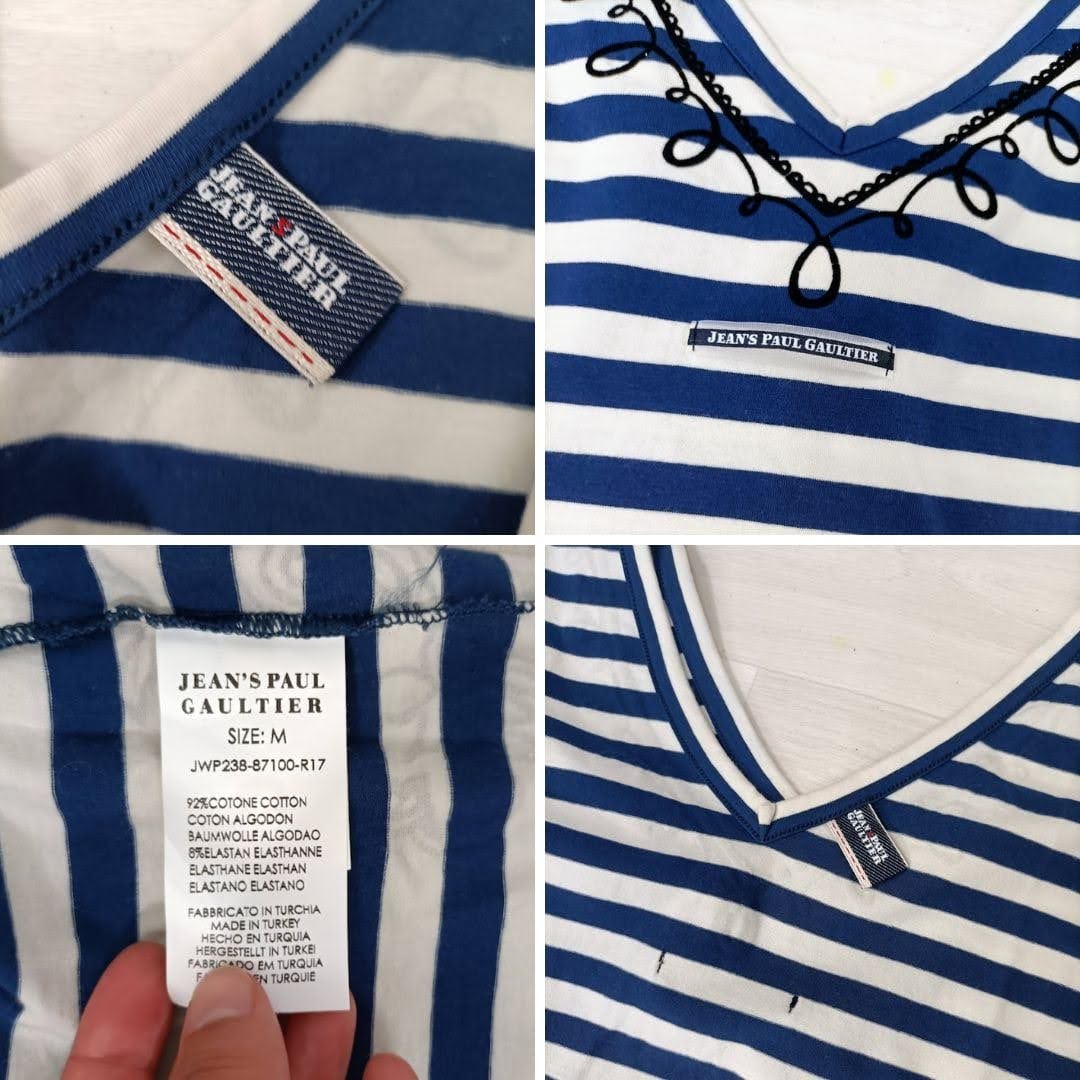 JEAN PAUL
GAULTIER
JEAN'S PAUL GAULTIER
JEAN'S PAUL
GAULTIER
SIZE: M
JWP238-87100-R17
92%COTONE COTTON
COTON ALGODON
BAUMWOLLE ALGODAO
8%ELASTAN ELASTHANNE
ELASTHANE ELASTHAN
ELASTANO ELASTANO
FABBRICATO IN TURCHIA
MADE IN TURKEY
HECHO EN TURQUIA
HERGESTELLT IN TURKEI
FABRICADO EM TURQUIA
EN TURQUIE
JEAN PAUL
GAULTIER